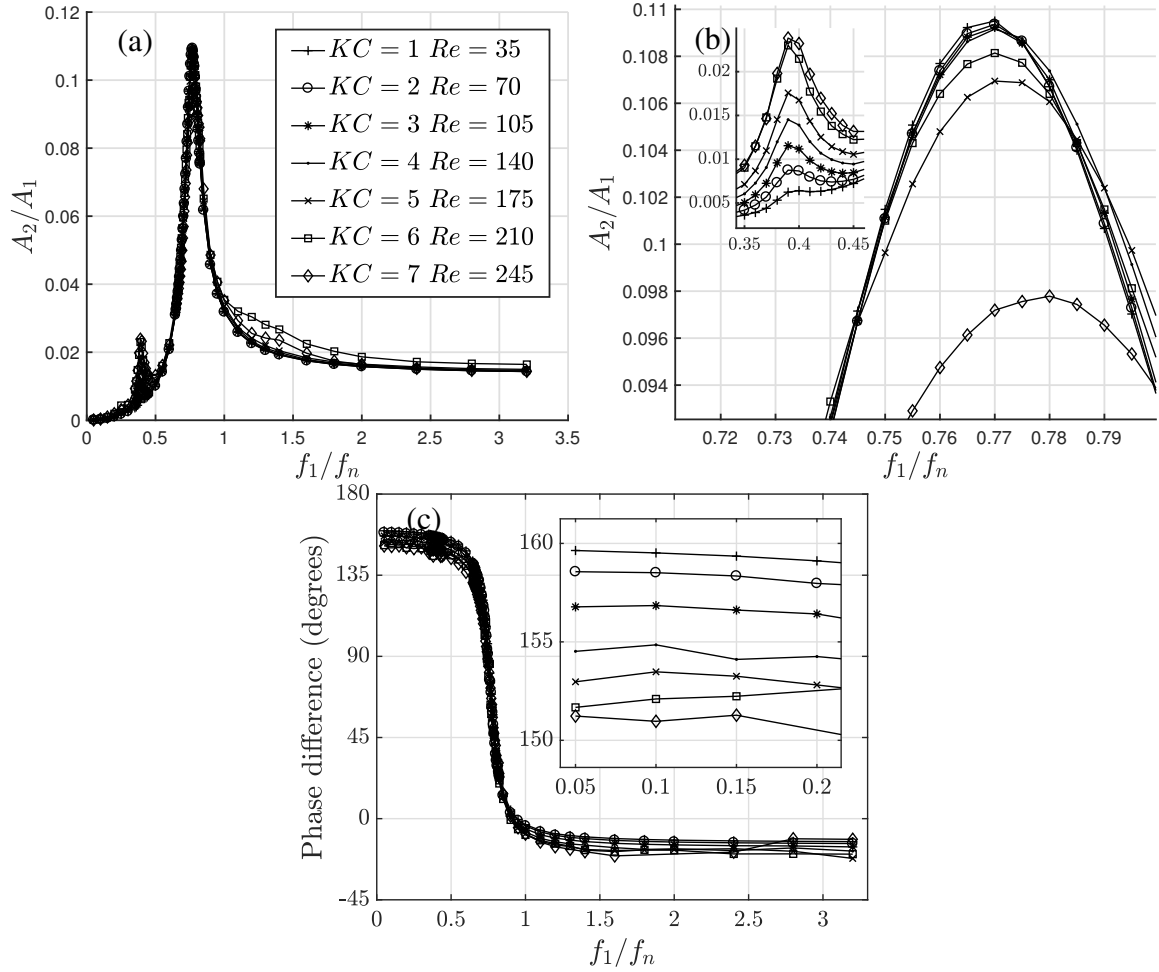 (a)
A₂/A₁
0.12
0.1
0.08
0.06
0.04
0.02
0
KC = 1 Re = 35
KC = 2 Re = 70
KC = 3 Re = 105
KC = 4 Re = 140
KC = 5 Re = 175
KC = 6 Re = 210
KC = 7 Re = 245
0 0.5 1 1.5 2 2.5 3 3.5
f₁/fₙ
(b)
A₂/A₁
0.11
0.108
0.106
0.104
0.102
0.1
0.098
0.096
0.094
0.02
0.015
0.01
0.005
0.35 0.4 0.45
0.72 0.73 0.74 0.75 0.76 0.77 0.78 0.79
f₁/fₙ
(c)
Phase difference (degrees)
180
135
90
45
0
-45
160
155
150
0.05 0.1 0.15 0.2
0 0.5 1 1.5 2 2.5 3
f₁/fₙ